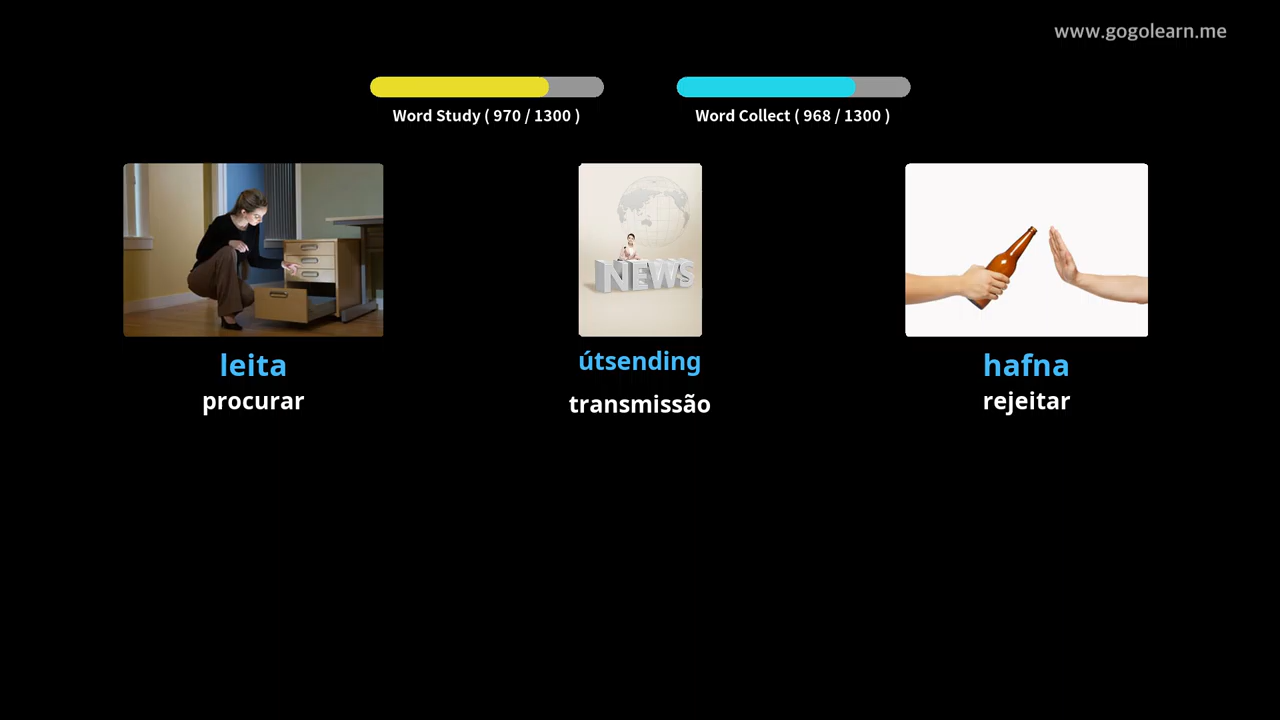 www.gogolearn.me
Word Study ( 970 / 1300 )
Word Collect ( 968 / 1300 )
NEWS
leita
útsending
hafna
procurar
transmissão
rejeitar